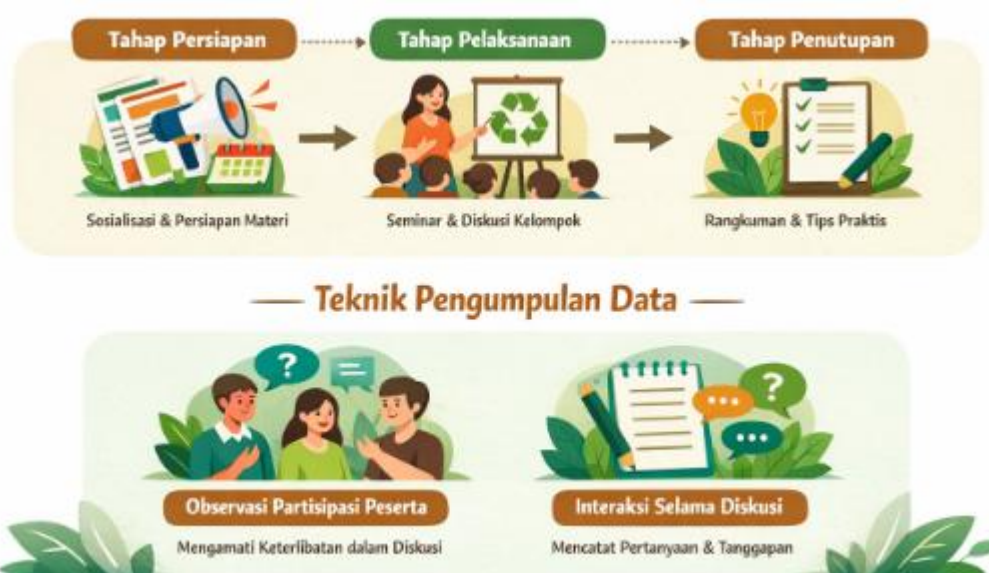 Tahap Persiapan
Tahap Pelaksanaan
Tahap Penutupan
Sosialisasi & Persiapan Materi
Seminar & Diskusi Kelompok
Rangkuman & Tips Praktis
Teknik Pengumpulan Data
?
?
Observasi Partisipasi Peserta
Interaksi Selama Diskusi
Mengamati Keterlibatan dalam Diskusi
Mencatat Pertanyaan & Tanggapan